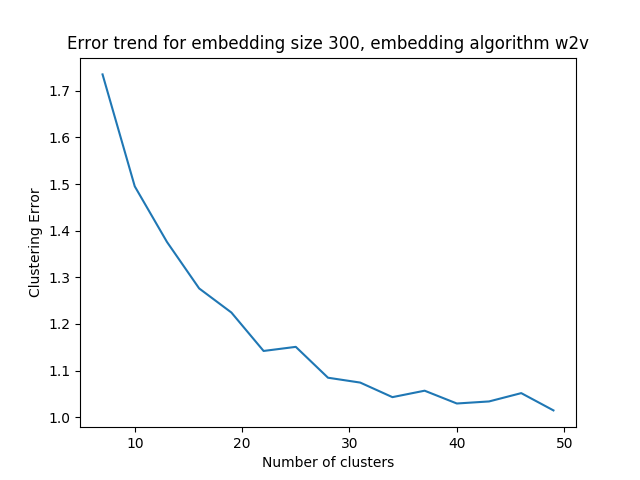 Error trend for embedding size 300, embedding algorithm w2v
1.7
1.6
1.5
1.4
1.3
1.2
1.1
1.0
Clustering Error
10 20 30 40 50
Number of clusters